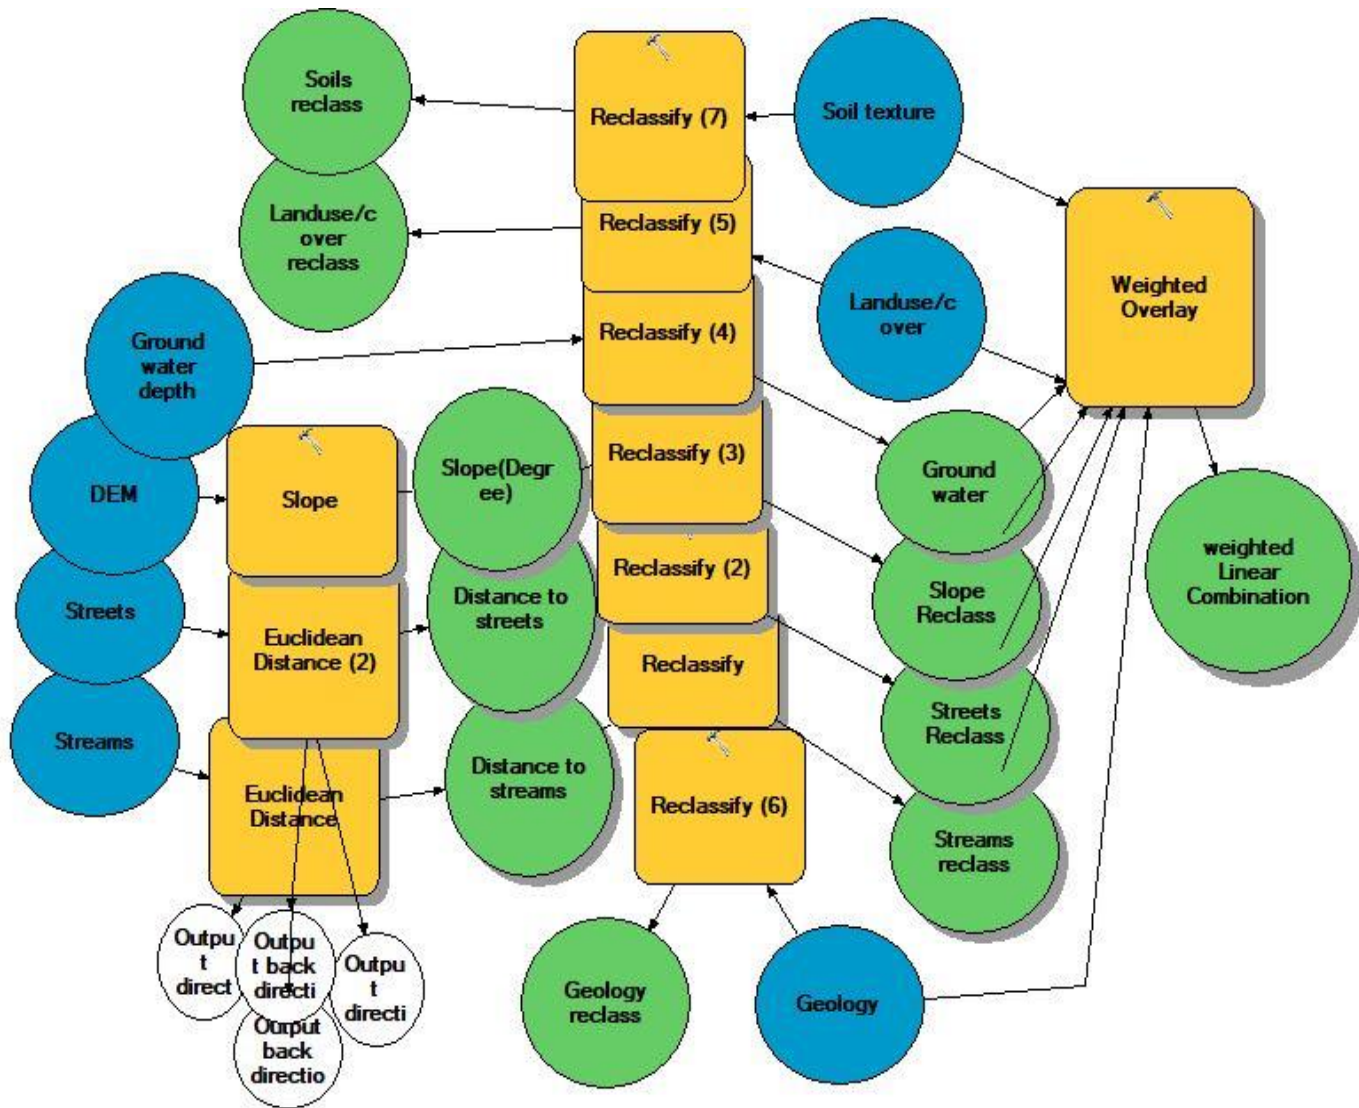 Soils
reclass
Reclassify (7)
Soil texture
Landuse/c
over
reclass
Reclassify (5)
Weighted
Overlay
Landuse/c
over
Ground
water
depth
Reclassify (4)
DEM
Slope
Slope(Degr
ee)
Reclassify (3)
Ground
water
weighted
Linear
Combination
Streets
Euclidean
Distance (2)
Distance to
streets
Reclassify (2)
Slope
Reclass
Reclassify
Streets
Reclass
Streams
Euclidean
Distance
Distance to
streams
Reclassify (6)
Streams
reclass
Outpu
t
direct
Outpu
t back
directi
Outpu
t
directi
Output
back
directio
Geology
reclass
Geology